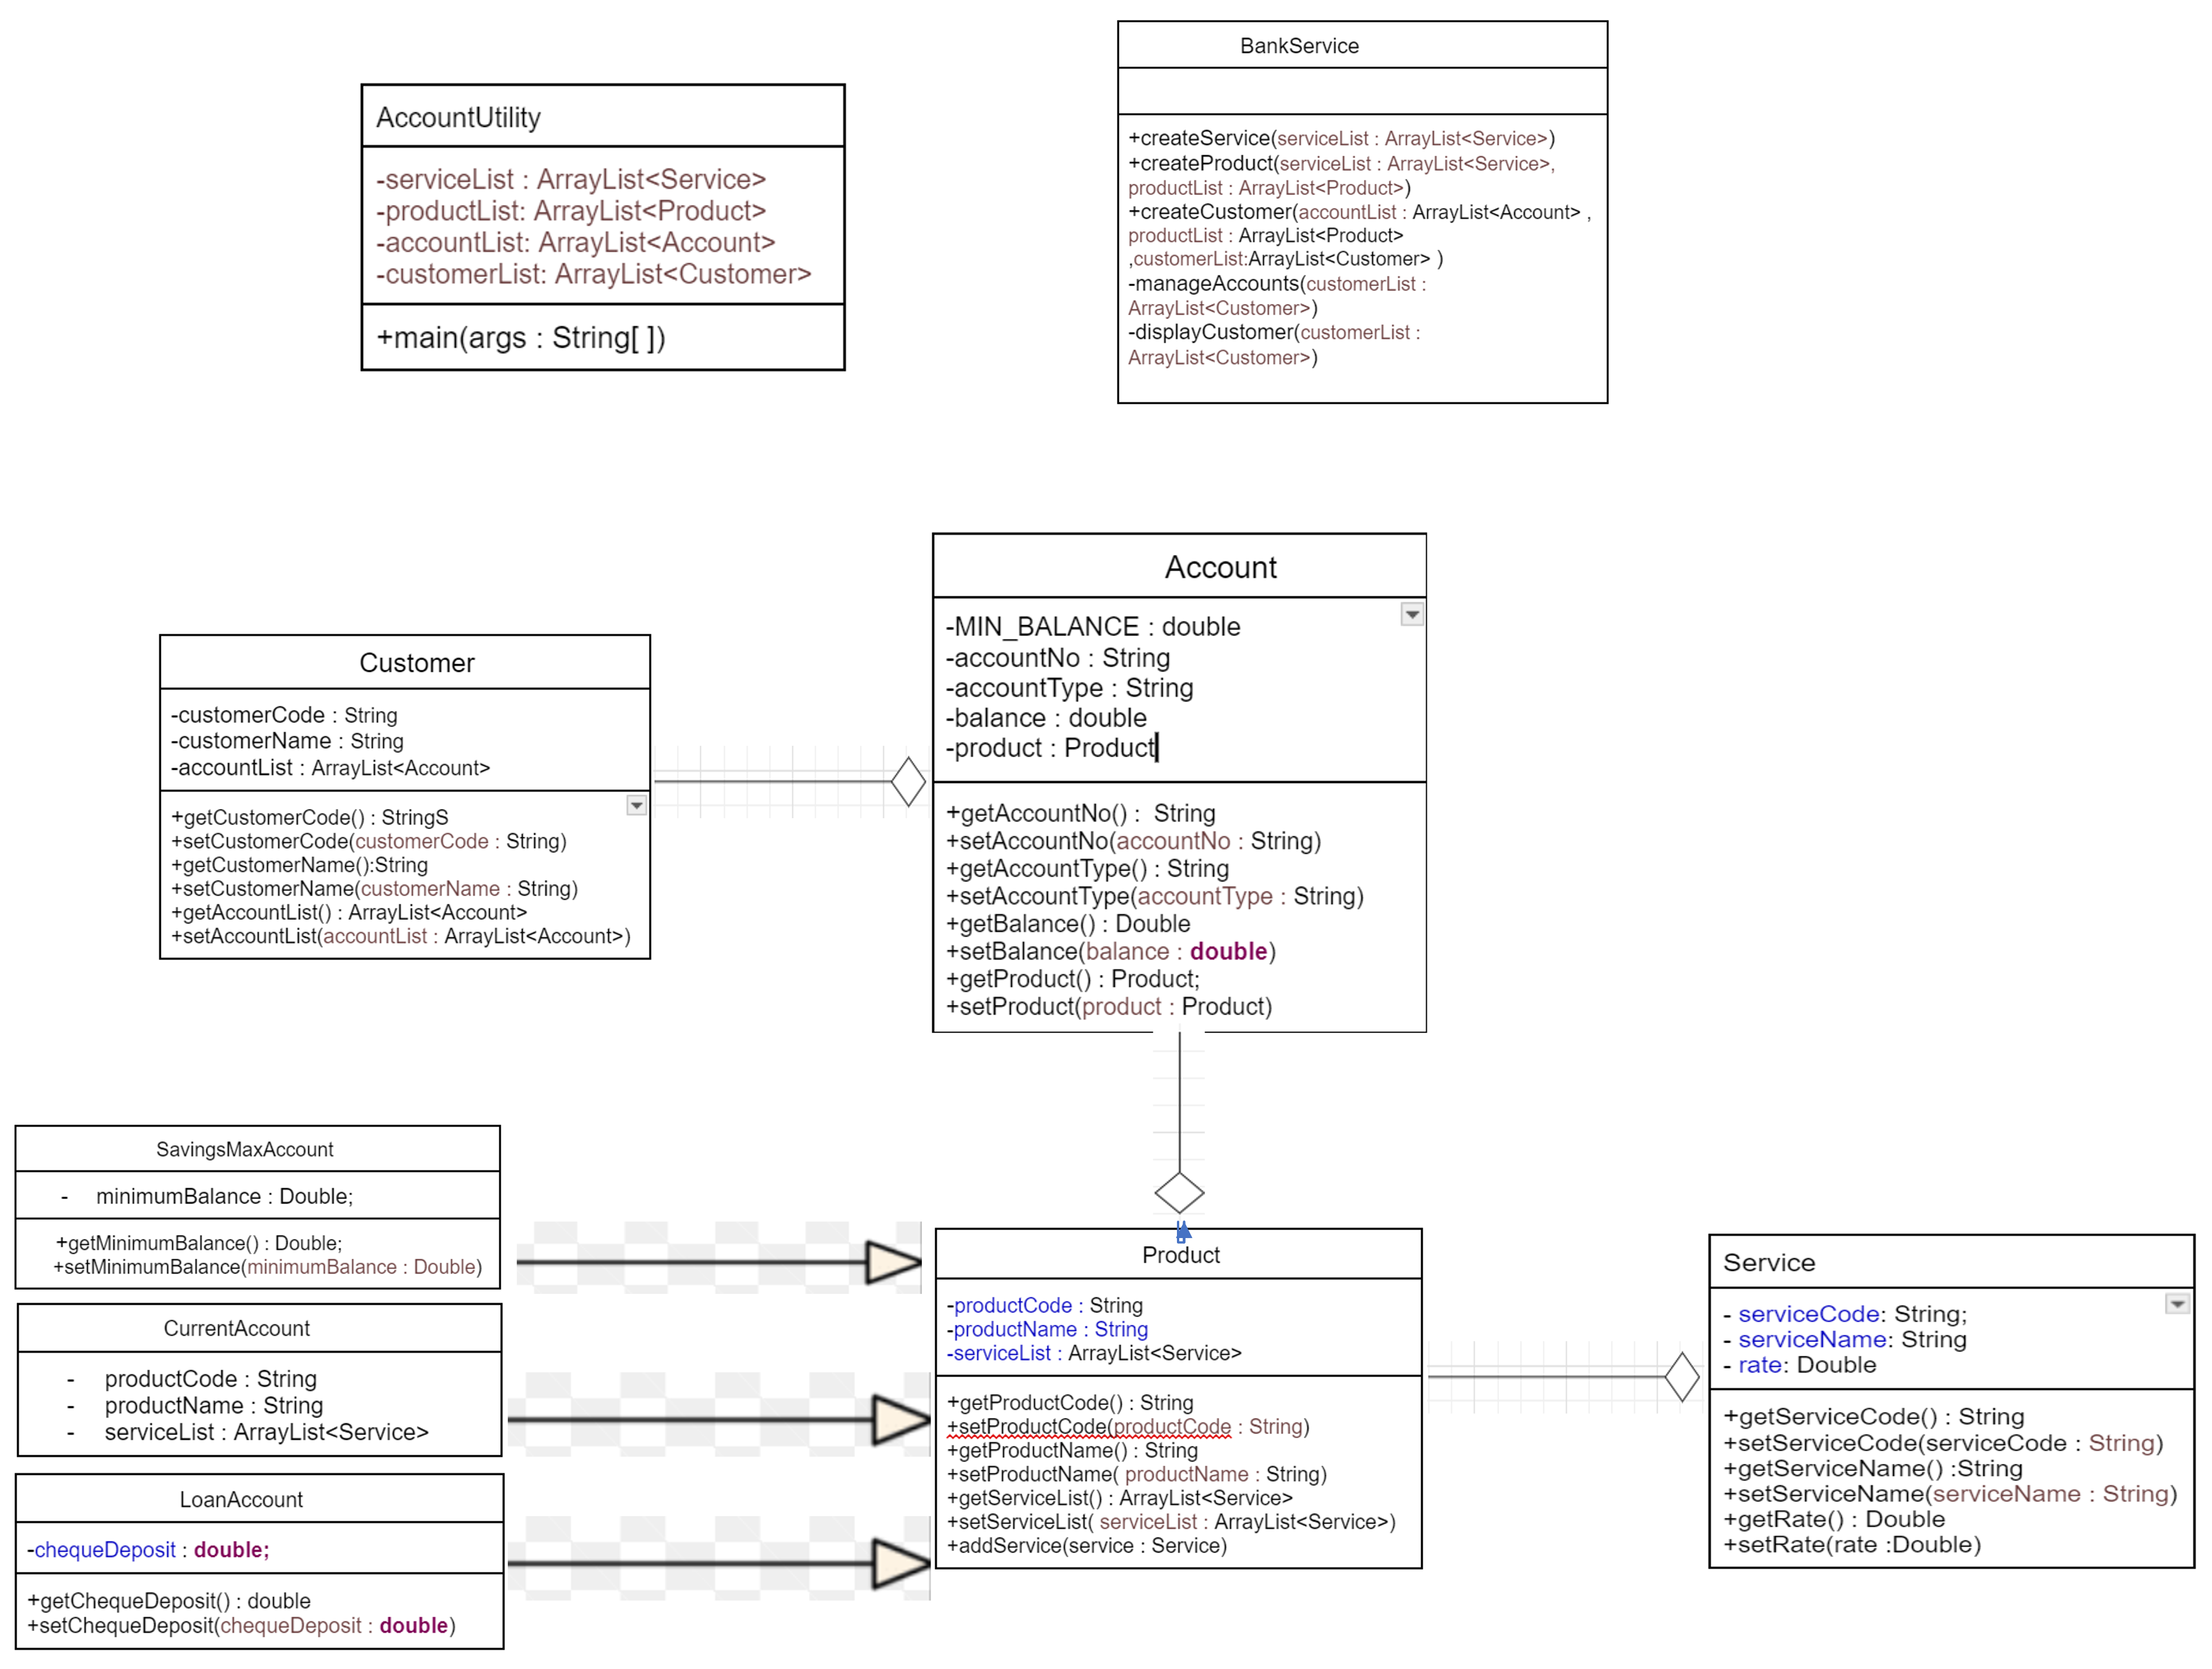 AccountUtility
-serviceList : ArrayList<Service>
-productList: ArrayList<Product>
-accountList: ArrayList<Account>
-customerList: ArrayList<Customer>
+main(args : String[ ])
BankService
+createService(serviceList : ArrayList<Service>)
+createProduct(serviceList : ArrayList<Service>,
productList : ArrayList<Product>)
+createCustomer(accountList : ArrayList<Account> ,
productList : ArrayList<Product>
,customerList:ArrayList<Customer> )
-manageAccounts(customerList :
ArrayList<Customer>)
-displayCustomer(customerList :
ArrayList<Customer>)
Customer
-customerCode : String
-customerName : String
-accountList : ArrayList<Account>
+getCustomerCode() : StringS
+setCustomerCode(customerCode : String)
+getCustomerName():String
+setCustomerName(customerName : String)
+getAccountList() : ArrayList<Account>
+setAccountList(accountList : ArrayList<Account>)
Account
-MIN_BALANCE : double
-accountNo : String
-accountType : String
-balance : double
-product : Product
+getAccountNo() : String
+setAccountNo(accountNo : String)
+getAccountType() : String
+setAccountType(accountType : String)
+getBalance() : Double
+setBalance(balance : double)
+getProduct() : Product;
+setProduct(product : Product)
SavingsMaxAccount
- minimumBalance : Double;
+getMinimumBalance() : Double;
+setMinimumBalance(minimumBalance : Double)
CurrentAccount
- productCode : String
- productName : String
- serviceList : ArrayList<Service>
LoanAccount
-chequeDeposit : double;
+getChequeDeposit() : double
+setChequeDeposit(chequeDeposit : double)
Product
-productCode : String
-productName : String
-serviceList : ArrayList<Service>
+getProductCode() : String
+setProductCode(productCode : String)
+getProductName() : String
+setProductName( productName : String)
+getServiceList() : ArrayList<Service>
+setServiceList( serviceList : ArrayList<Service>)
+addService(service : Service)
Service
- serviceCode: String;
- serviceName: String
- rate: Double
+getServiceCode() : String
+setServiceCode(serviceCode : String)
+getServiceName() :String
+setServiceName(serviceName : String)
+getRate() : Double
+setRate(rate :Double)